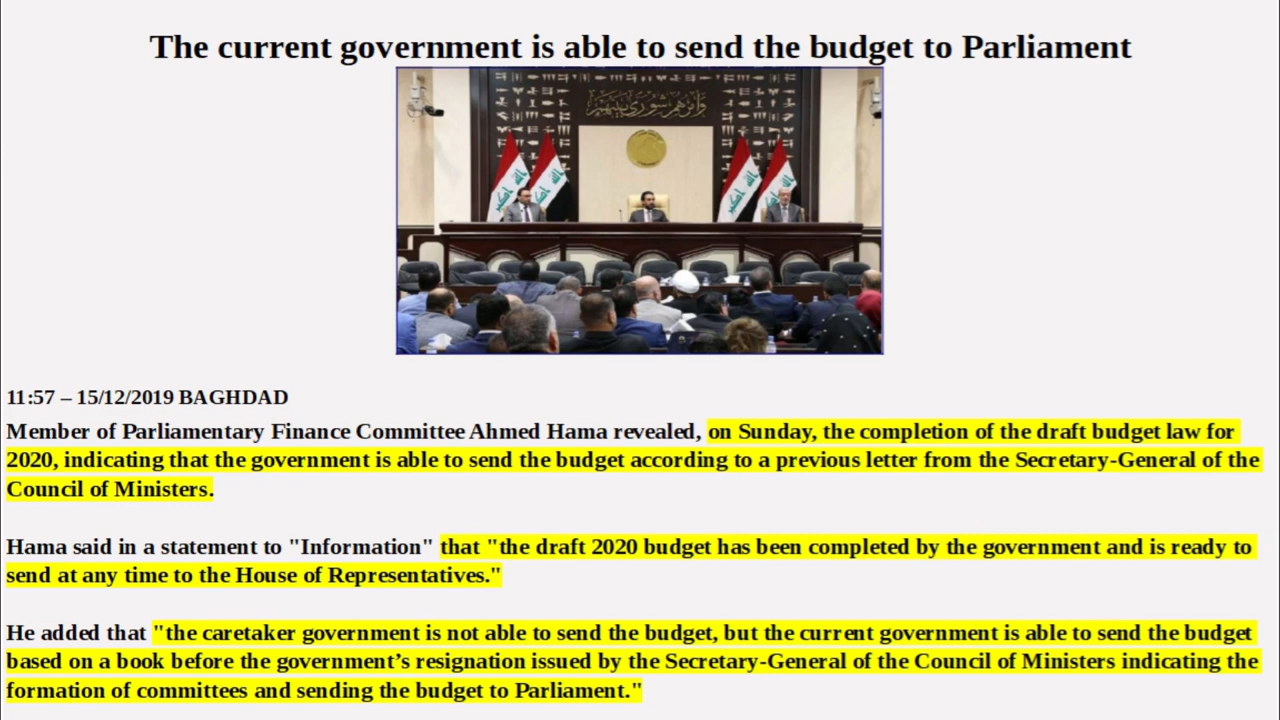 The current government is able to send the budget to Parliament
وأمرهم شورى بينهم
11:57 – 15/12/2019 BAGHDAD
Member of Parliamentary Finance Committee Ahmed Hama revealed, on Sunday, the completion of the draft budget law for
2020, indicating that the government is able to send the budget according to a previous letter from the Secretary-General of the
Council of Ministers.
Hama said in a statement to "Information" that "the draft 2020 budget has been completed by the government and is ready to
send at any time to the House of Representatives."
He added that "the caretaker government is not able to send the budget, but the current government is able to send the budget
based on a book before the government’s resignation issued by the Secretary-General of the Council of Ministers indicating the
formation of committees and sending the budget to Parliament."